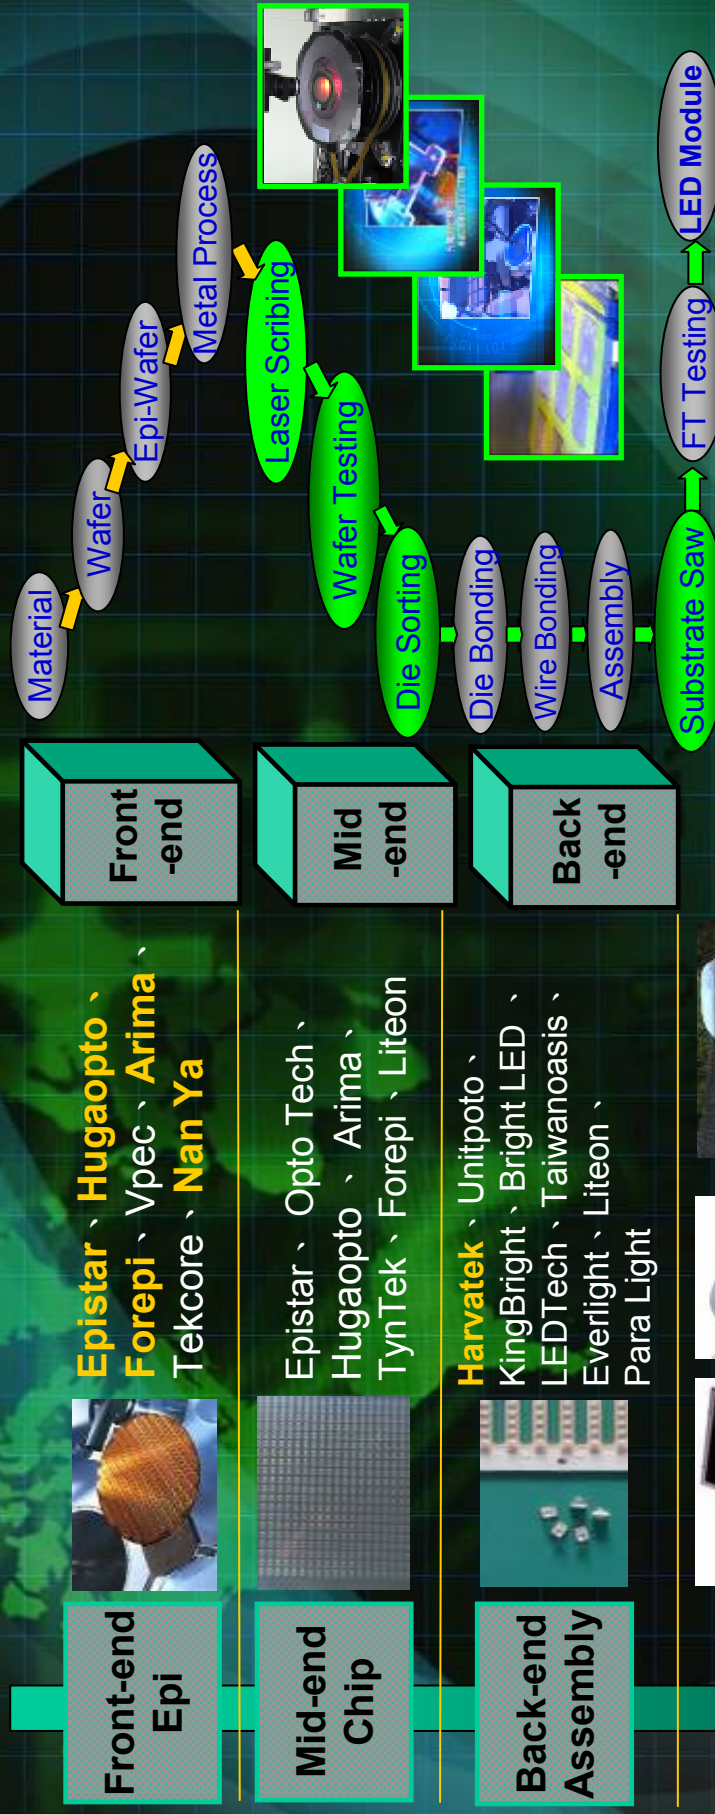 Front-end
Epi
Epistar、Hugaopto、
Forepi、Vpec、Arima、
Tekcore、Nan Ya
Front
-end
Material
Wafer
Epi-Wafer
Metal Process
Mid-end
Chip
Epistar、Opto Tech、
Hugaopto、Arima、
TynTek、Forepi、Liteon
Mid
-end
Laser Scribing
Wafer Testing
Die Sorting
Back-end
Assembly
Harvatek、Unitpoto、
KingBright、Bright LED、
LEDTech、Taiwanoasis、
Everlight、Liteon、
Para Light
Back
-end
Die Bonding
Wire Bonding
Assembly
Substrate Saw
FT Testing
LED Module